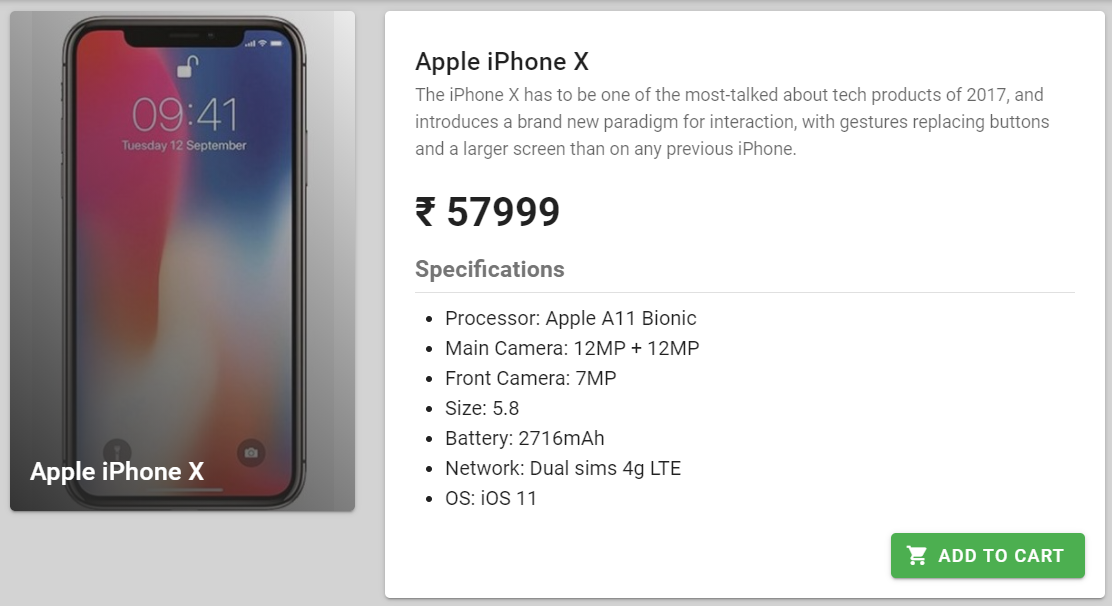 09:41
Tuesday 12 September
Apple iPhone X
Apple iPhone X
The iPhone X has to be one of the most-talked about tech products of 2017, and
introduces a brand new paradigm for interaction, with gestures replacing buttons
and a larger screen than on any previous iPhone.
₹ 57999
Specifications
Processor: Apple A11 Bionic
Main Camera: 12MP + 12MP
Front Camera: 7MP
Size: 5.8
Battery: 2716mAh
Network: Dual sims 4g LTE
OS: iOS 11
ADD TO CART